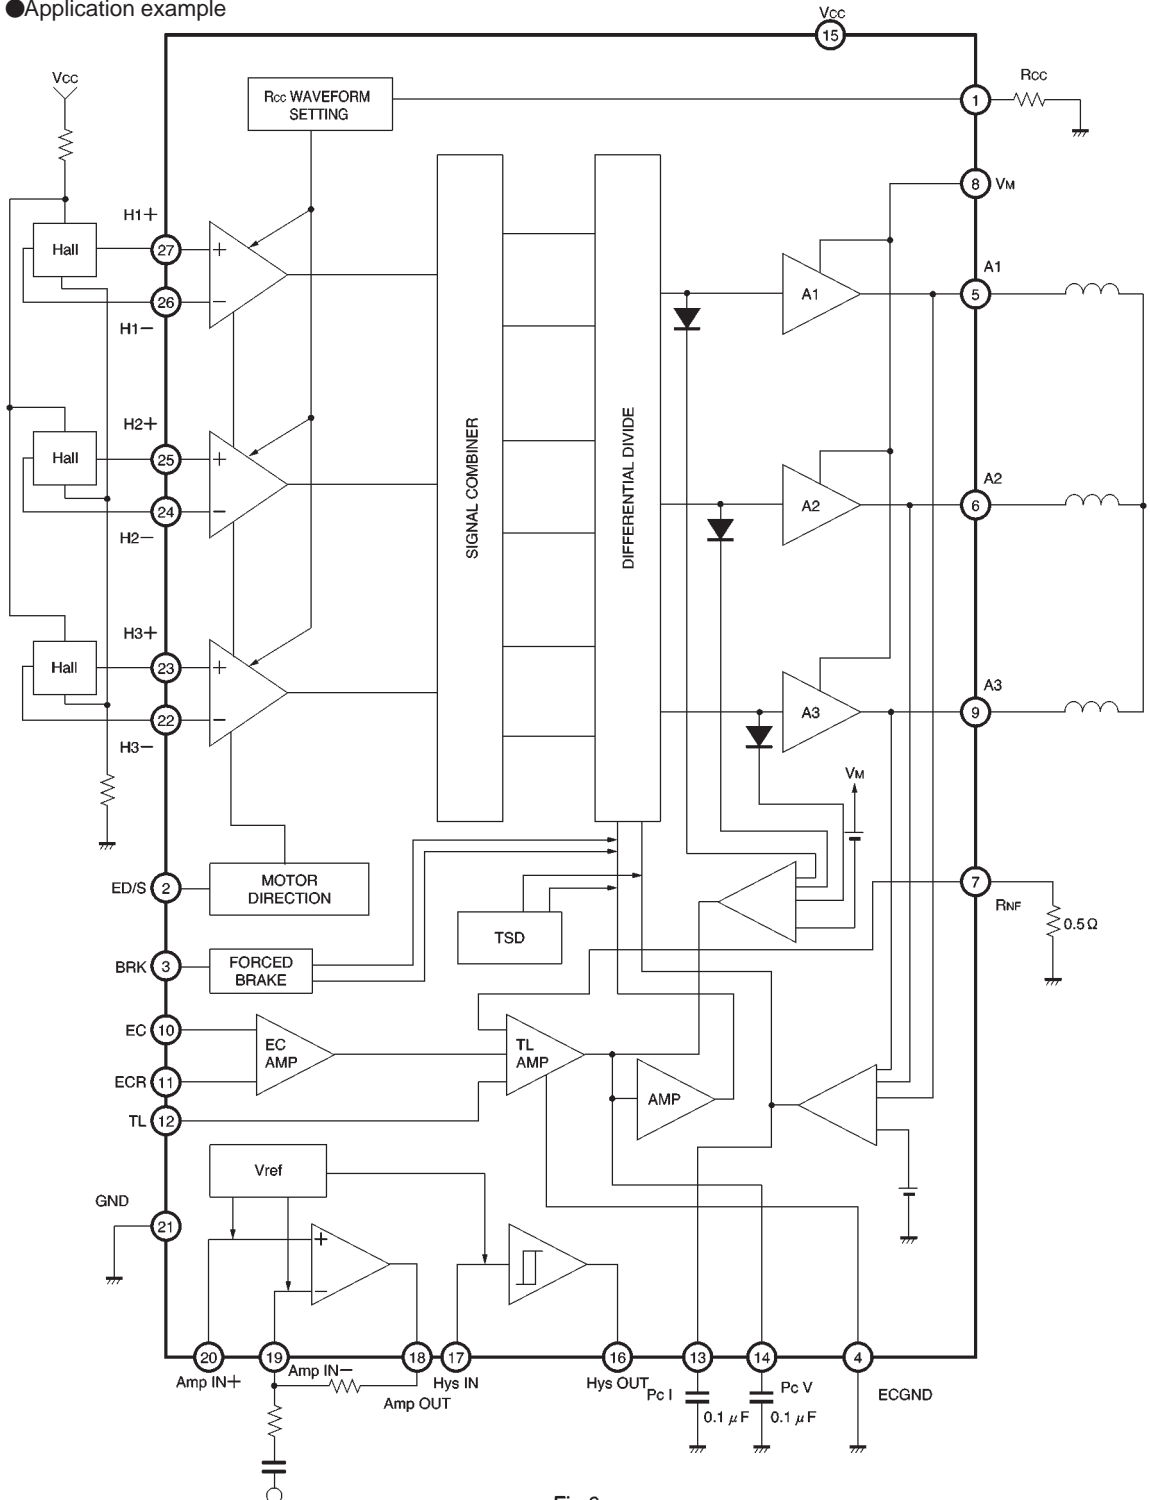 ●Application example
VCC
15
VCC
RCC WAVEFORM
SETTING
1
RCC
8
VM
H1+
Hall
27
+
26
−
H1−
A1
A1
5
H2+
Hall
25
+
24
−
H2−
SIGNAL COMBINER
DIFFERENTIAL DIVIDE
A2
A2
6
H3+
Hall
23
+
22
−
H3−
A3
A3
9
VM
ED/S
2
MOTOR
DIRECTION
7
RNF
0.5Ω
TSD
BRK
3
FORCED
BRAKE
EC
10
EC
AMP
ECR
11
TL
AMP
TL
12
AMP
Vref
GND
21
+
−
20
19
18
17
16
13
14
4
Amp IN+
Amp IN−
Amp OUT
Hys IN
Hys OUT
Pc I
0.1 μF
Pc V
0.1 μF
ECGND